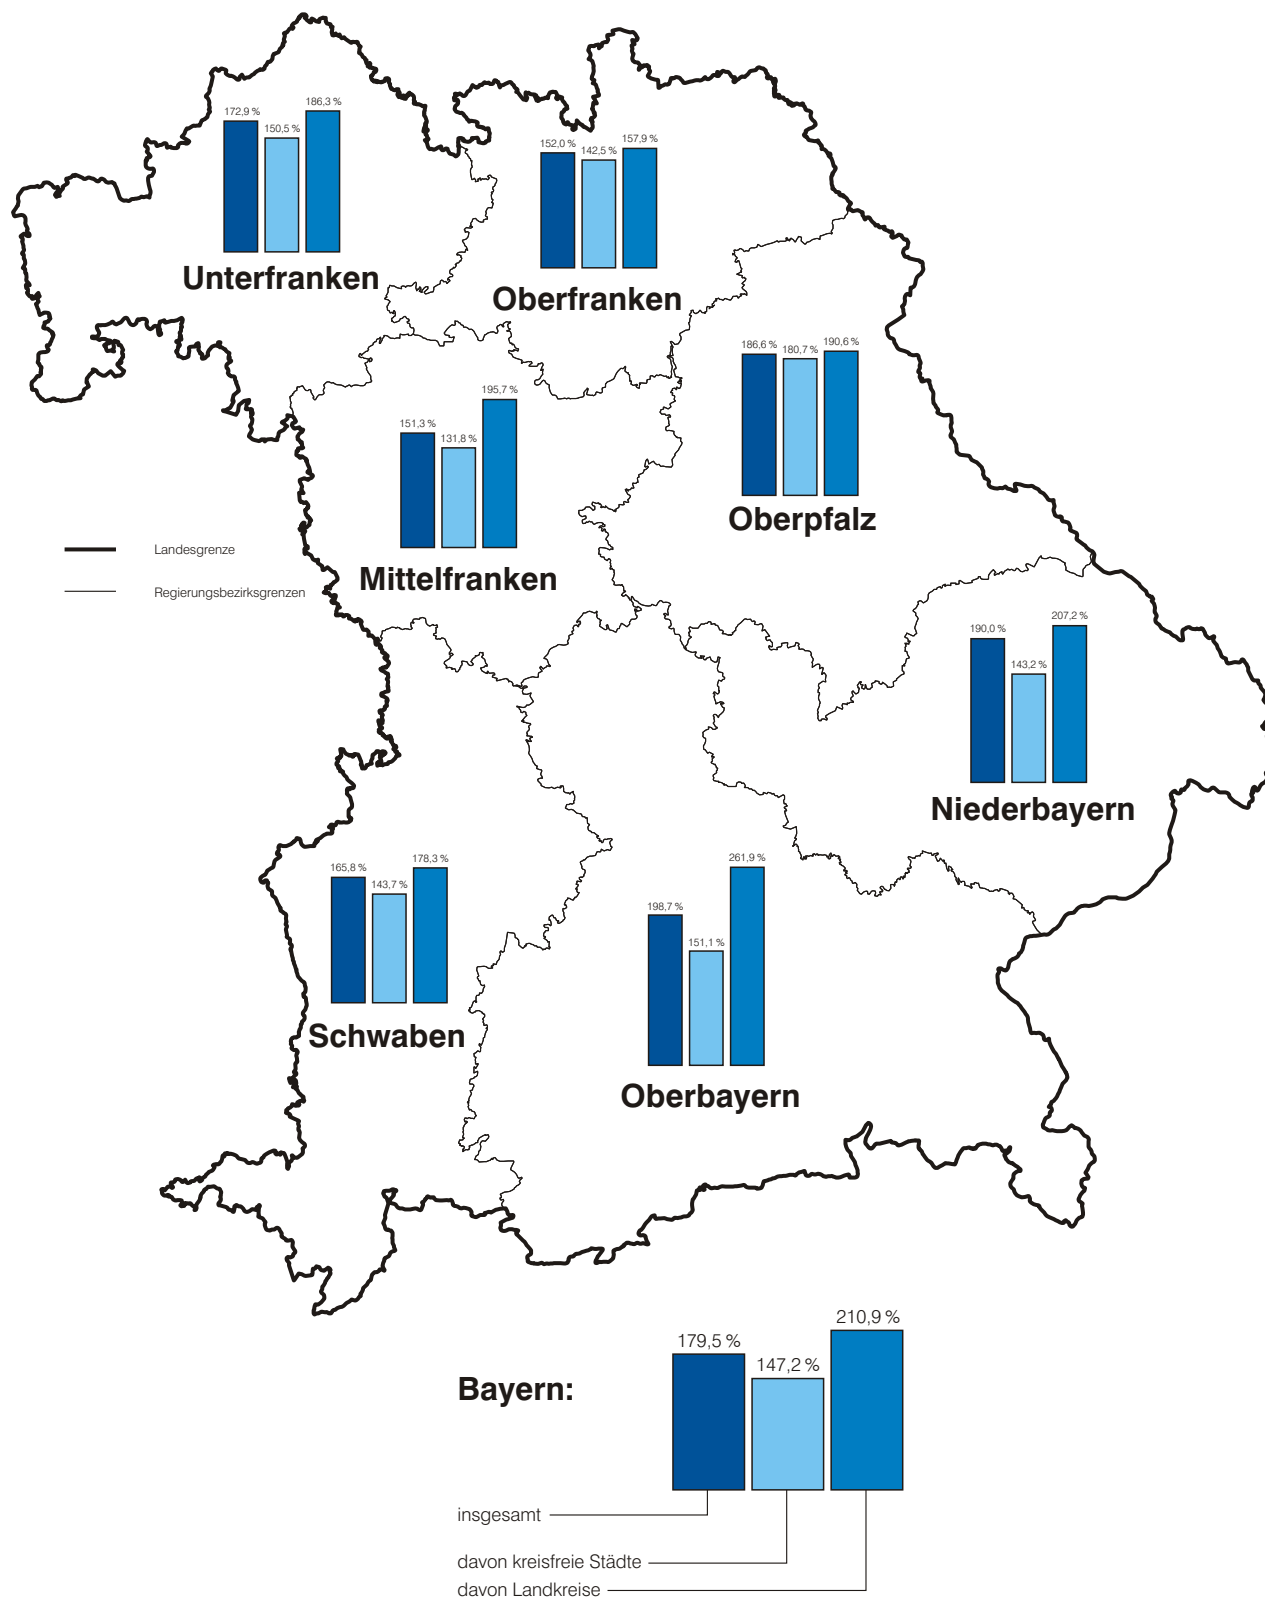 186,3 %
172,9 %
150,5 %
Unterfranken
157,9 %
152,0 %
142,5 %
Oberfranken
190,6 %
186,6 %
180,7 %
Oberpfalz
195,7 %
151,3 %
131,8 %
Mittelfranken
Landesgrenze
Regierungsbezirksgrenzen
207,2 %
190,0 %
143,2 %
Niederbayern
178,3 %
165,8 %
143,7 %
Schwaben
261,9 %
198,7 %
151,1 %
Oberbayern
210,9 %
179,5 %
147,2 %
Bayern:
insgesamt
davon kreisfreie Städte
davon Landkreise